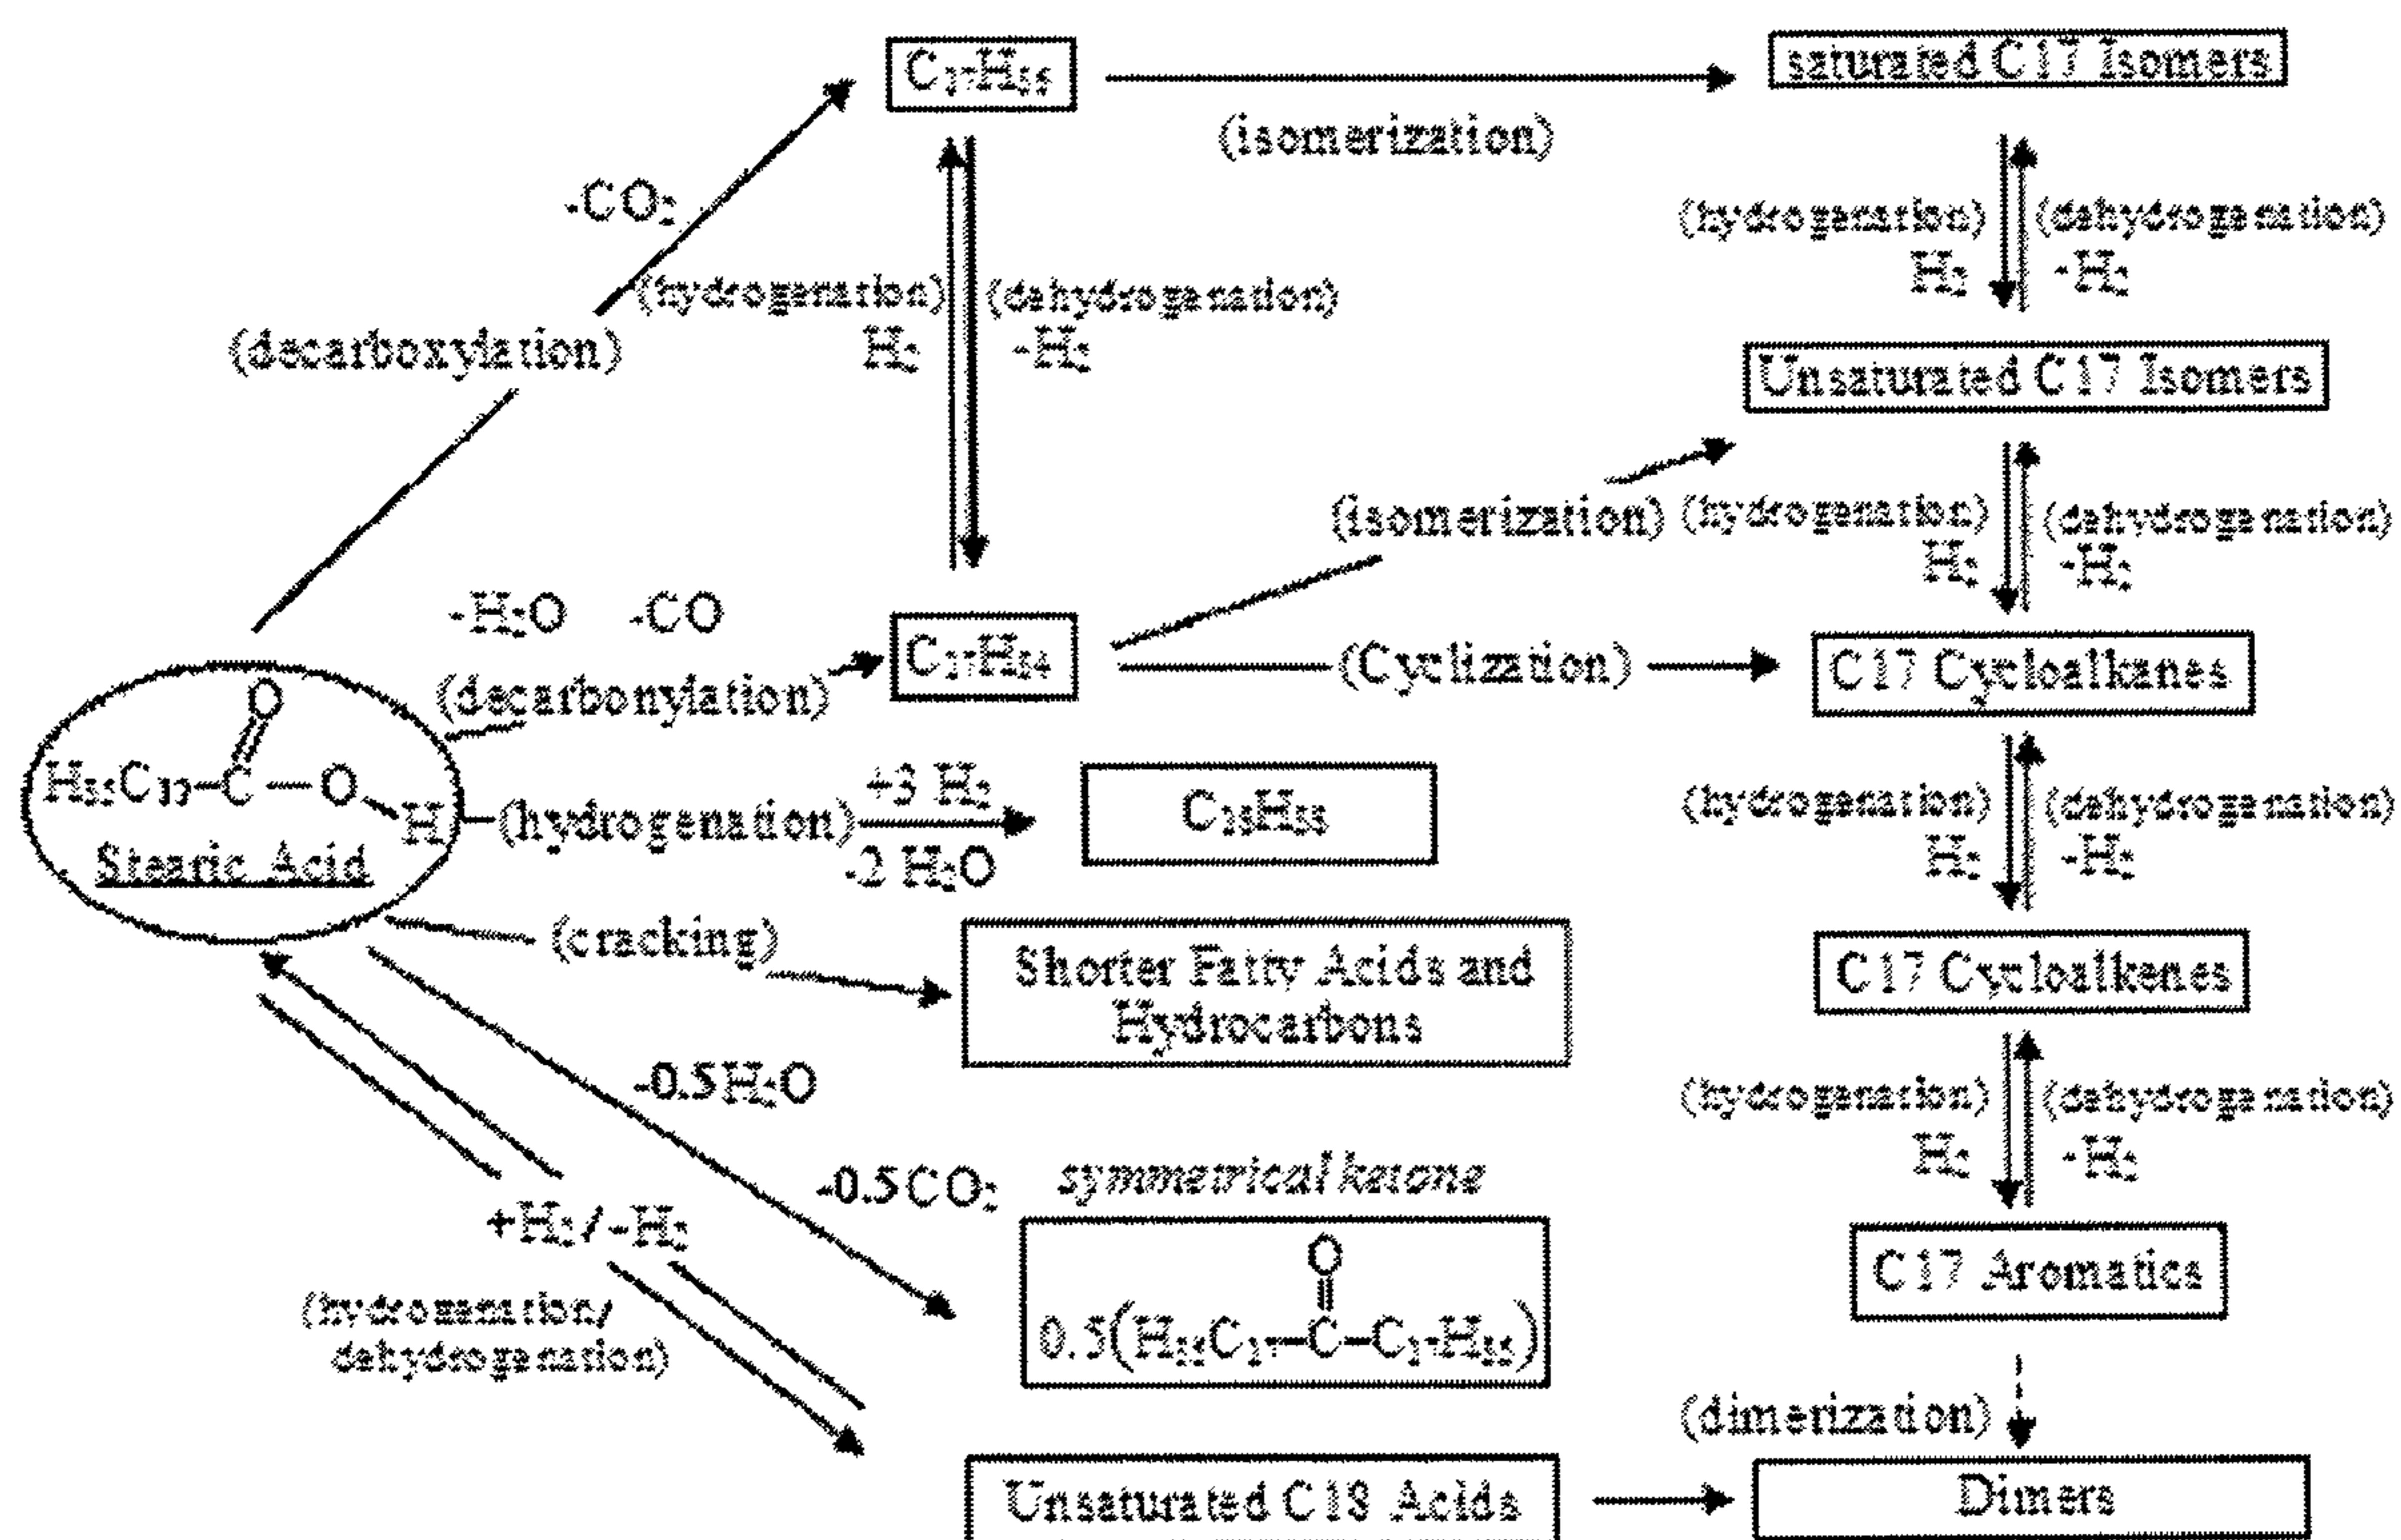 C₁₇H₃₆
saturated C17 Isomers
(isomerization)
-CO₂
(hydrogenation)
H₂
(dehydrogenation)
-H₂
(hydrogenation)
H₂
(dehydrogenation)
-H₂
(decarboxylation)
Unsaturated C17 Isomers
(isomerization)
(hydrogenation)
H₂
(dehydrogenation)
-H₂
-H₂O -CO
(decarbonylation)
C₁₇H₃₄
(Cyclization)
C17 Cycloalkanes
O
H₃₅C₁₇-C-O-H
Stearic Acid
(hydrogenation)
+3 H₂
-2 H₂O
C₁₈H₃₈
(hydrogenation)
H₂
(dehydrogenation)
-H₂
(cracking)
Shorter Fatty Acids and
Hydrocarbons
C17 Cycloalkenes
-0.5H₂O
-0.5CO₂
(hydrogenation)
H₂
(dehydrogenation)
-H₂
symmetrical ketone
O
0.5(H₃₅C₁₇-C-C₁₇H₃₅)
C17 Aromatics
+H₂/-H₂
(hydrogenation/
dehydrogenation)
(dimerization)
Unsaturated C18 Acids
Dimers